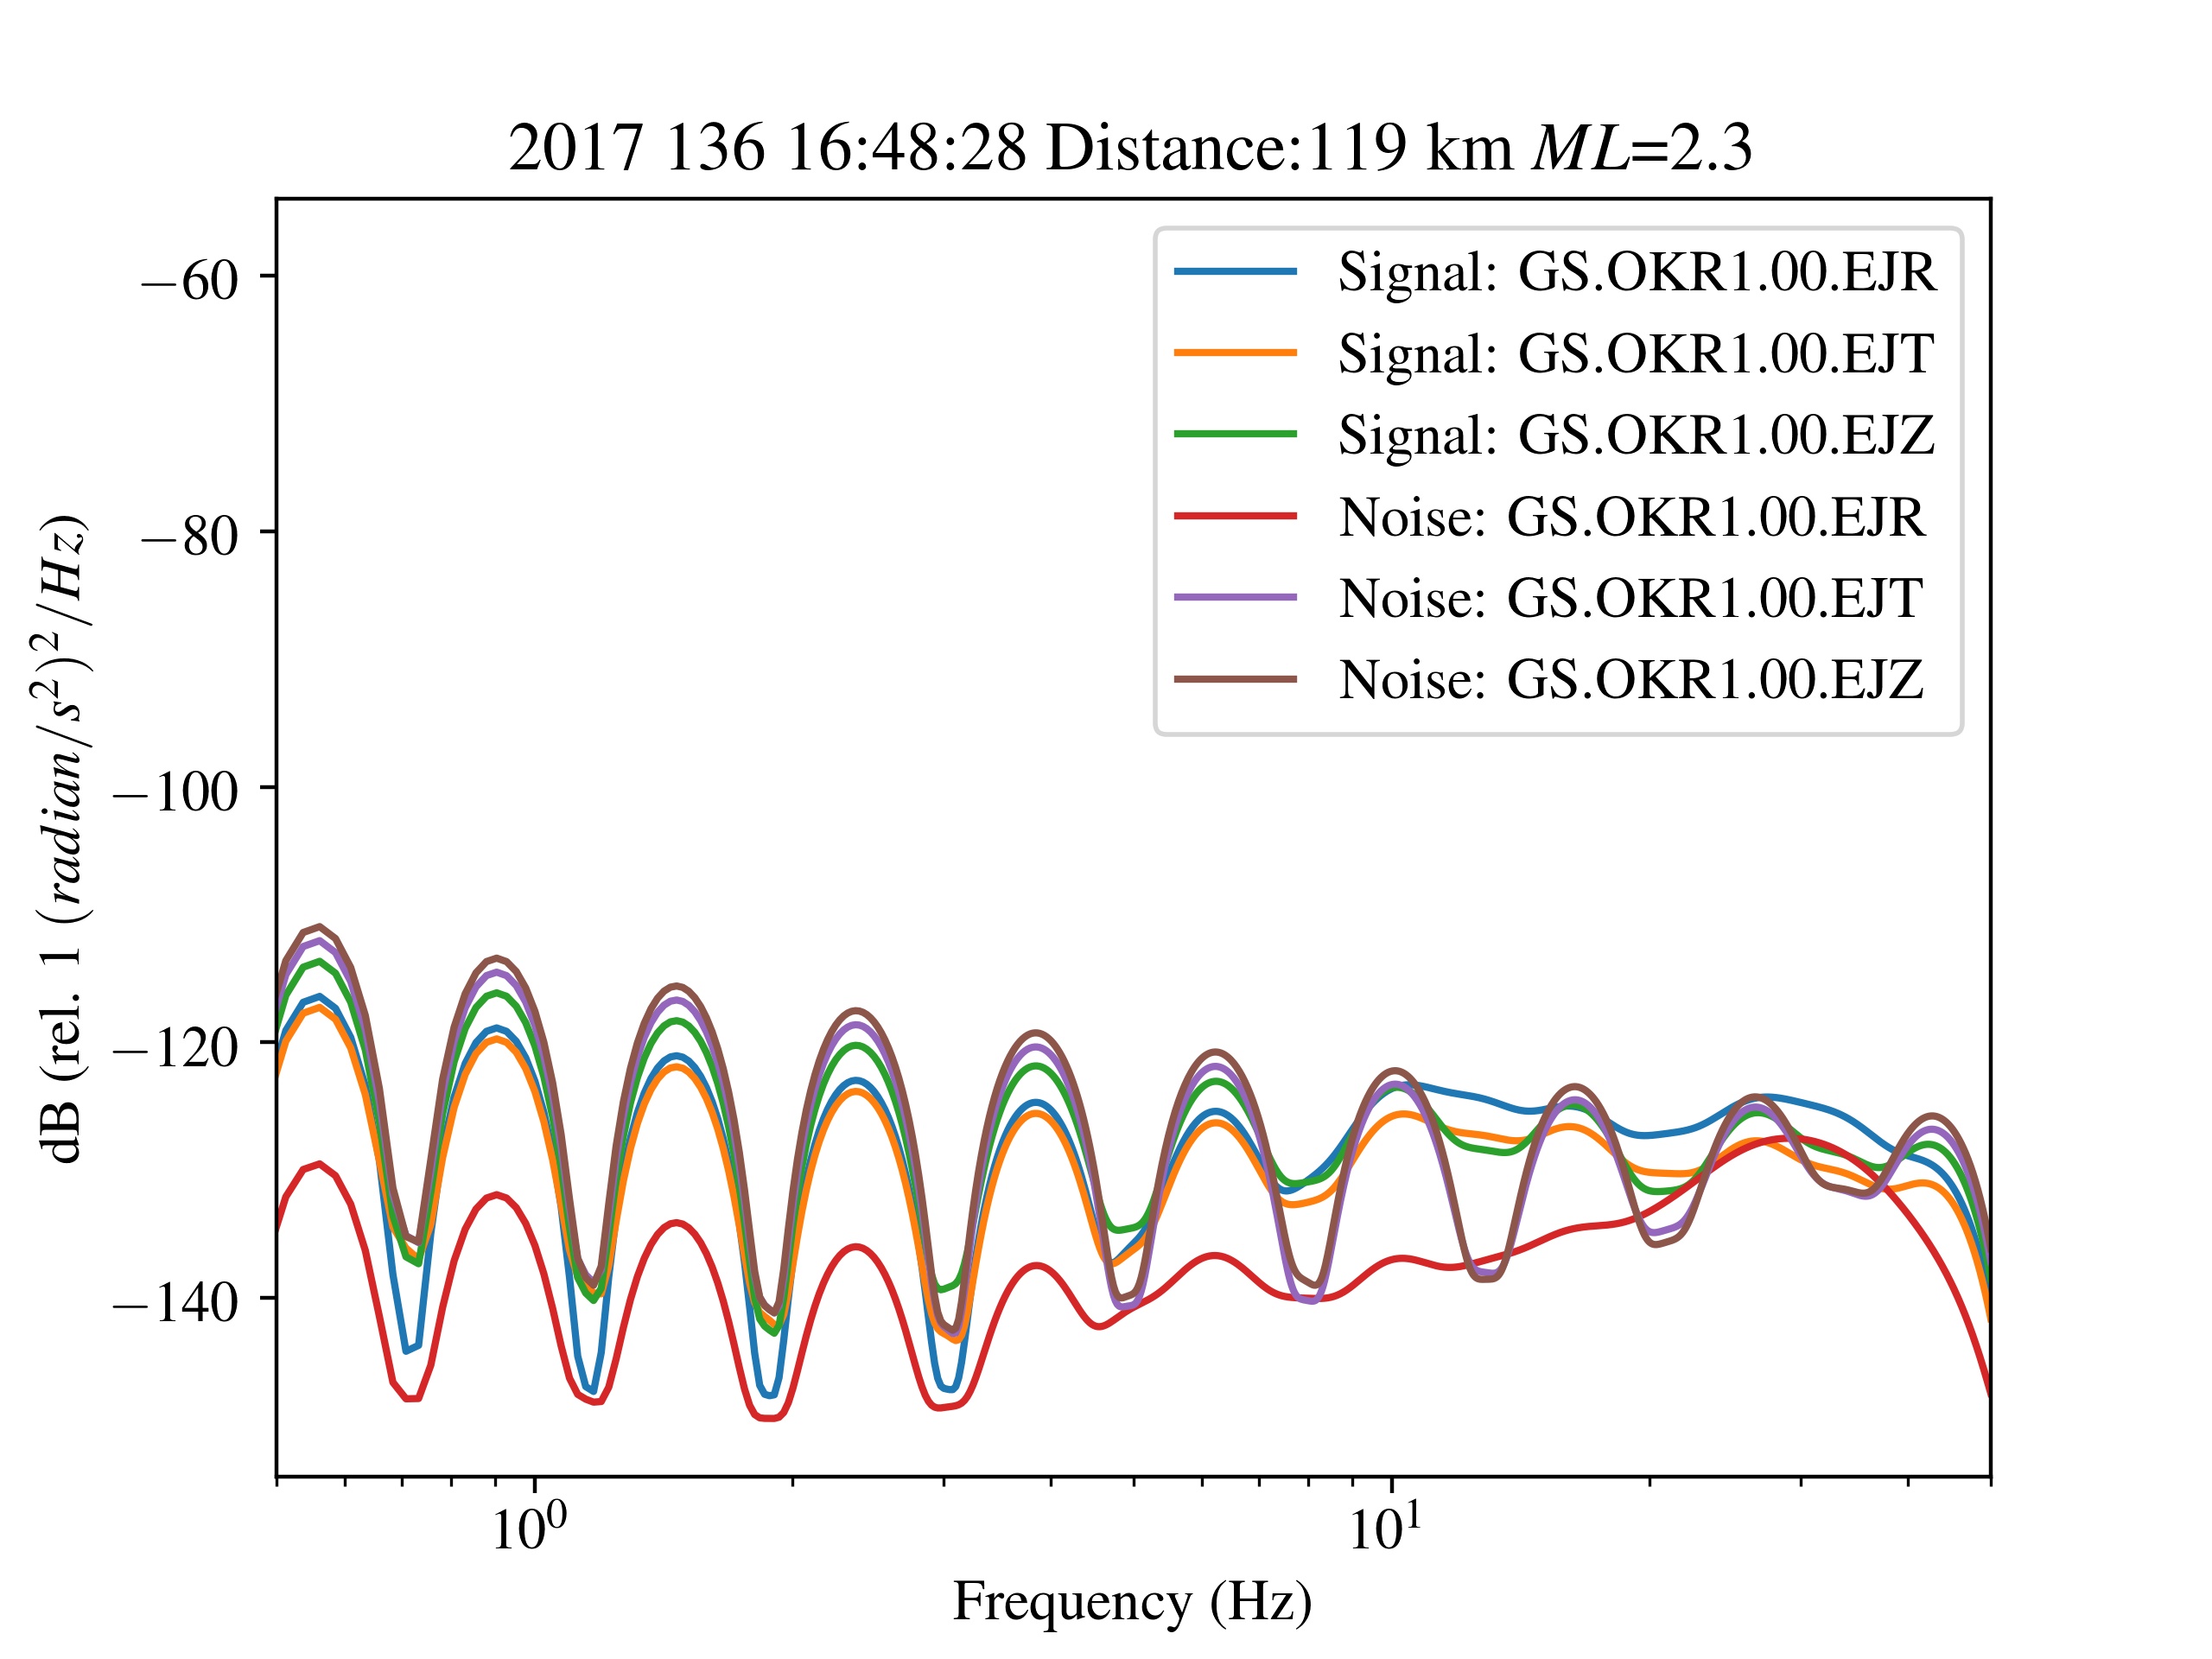 2017 136 16:48:28 Distance:119 km ML=2.3
dB (rel. 1 (radian/s²)²/Hz)
−60
−80
−100
−120
−140
Signal: GS.OKR1.00.EJR
Signal: GS.OKR1.00.EJT
Signal: GS.OKR1.00.EJZ
Noise: GS.OKR1.00.EJR
Noise: GS.OKR1.00.EJT
Noise: GS.OKR1.00.EJZ
10⁰ 10¹
Frequency (Hz)